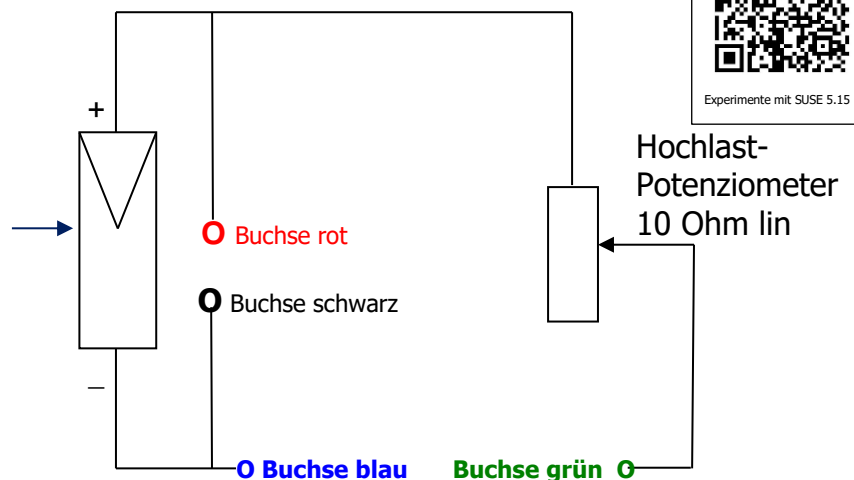 Experimente mit SUSE 5.15
+
Hochlast-
Potenziometer
10 Ohm lin
O Buchse rot
O Buchse schwarz
–
O Buchse blau
Buchse grün O